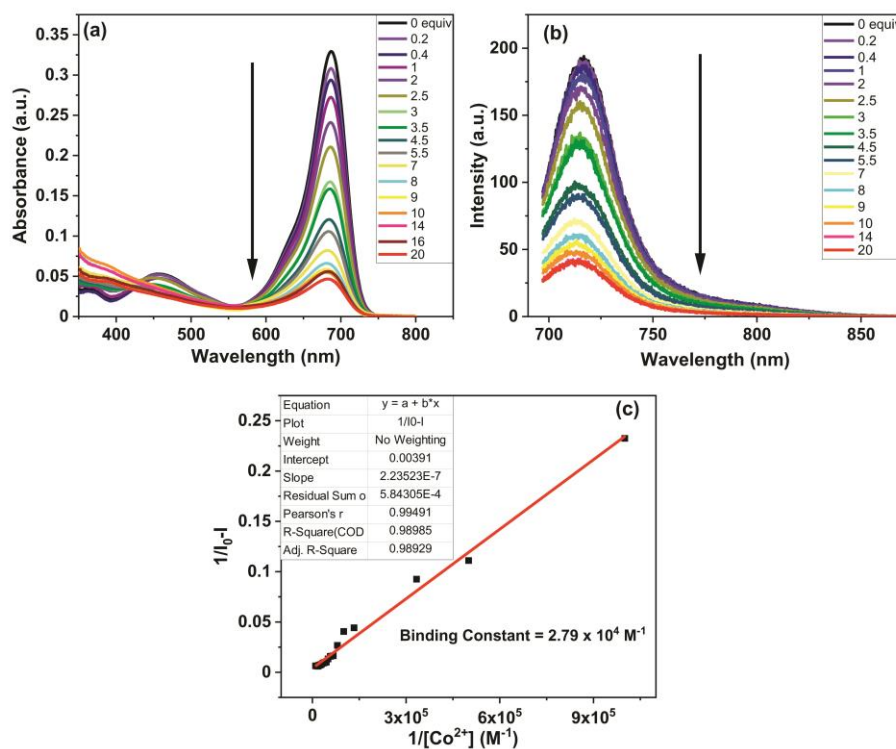 (a)
0.35
0.3
0.25
0.2
0.15
0.1
0.05
0
Absorbance (a.u.)
400
500
600
700
800
Wavelength (nm)
0 equiv
0.2
0.4
1
2
2.5
3
3.5
4.5
5.5
7
8
9
10
14
16
20
(b)
200
150
100
50
0
Intensity (a.u.)
700
750
800
850
Wavelength (nm)
0 equiv
0.2
0.4
1
2
2.5
3
3.5
4.5
5.5
7
8
9
10
14
20
(c)
0.25
0.2
0.15
0.1
0.05
0
1/I₀-I
Equation y = a + b*x
Plot 1/I0-I
Weight No Weighting
Intercept 0.00391
Slope 2.23523E-7
Residual Sum o 5.84305E-4
Pearson's r 0.99491
R-Square(COD 0.98985
Adj. R-Square 0.98929
Binding Constant = 2.79 x 10⁴ M⁻¹
0
3x10⁵
6x10⁵
9x10⁵
1/[Co²⁺] (M⁻¹)